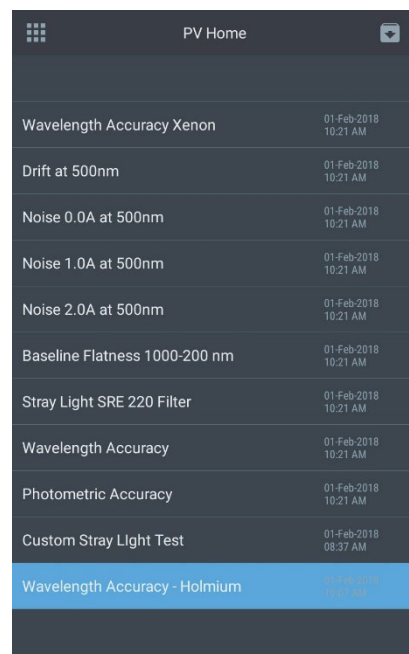 PV Home
Wavelength Accuracy Xenon
01-Feb-2018
10:21 AM
Drift at 500nm
01-Feb-2018
10:21 AM
Noise 0.0A at 500nm
01-Feb-2018
10:21 AM
Noise 1.0A at 500nm
01-Feb-2018
10:21 AM
Noise 2.0A at 500nm
01-Feb-2018
10:21 AM
Baseline Flatness 1000-200 nm
01-Feb-2018
10:21 AM
Stray Light SRE 220 Filter
01-Feb-2018
10:21 AM
Wavelength Accuracy
01-Feb-2018
10:21 AM
Photometric Accuracy
01-Feb-2018
10:21 AM
Custom Stray LIght Test
01-Feb-2018
08:37 AM
Wavelength Accuracy - Holmium
01-Feb-2018
AM